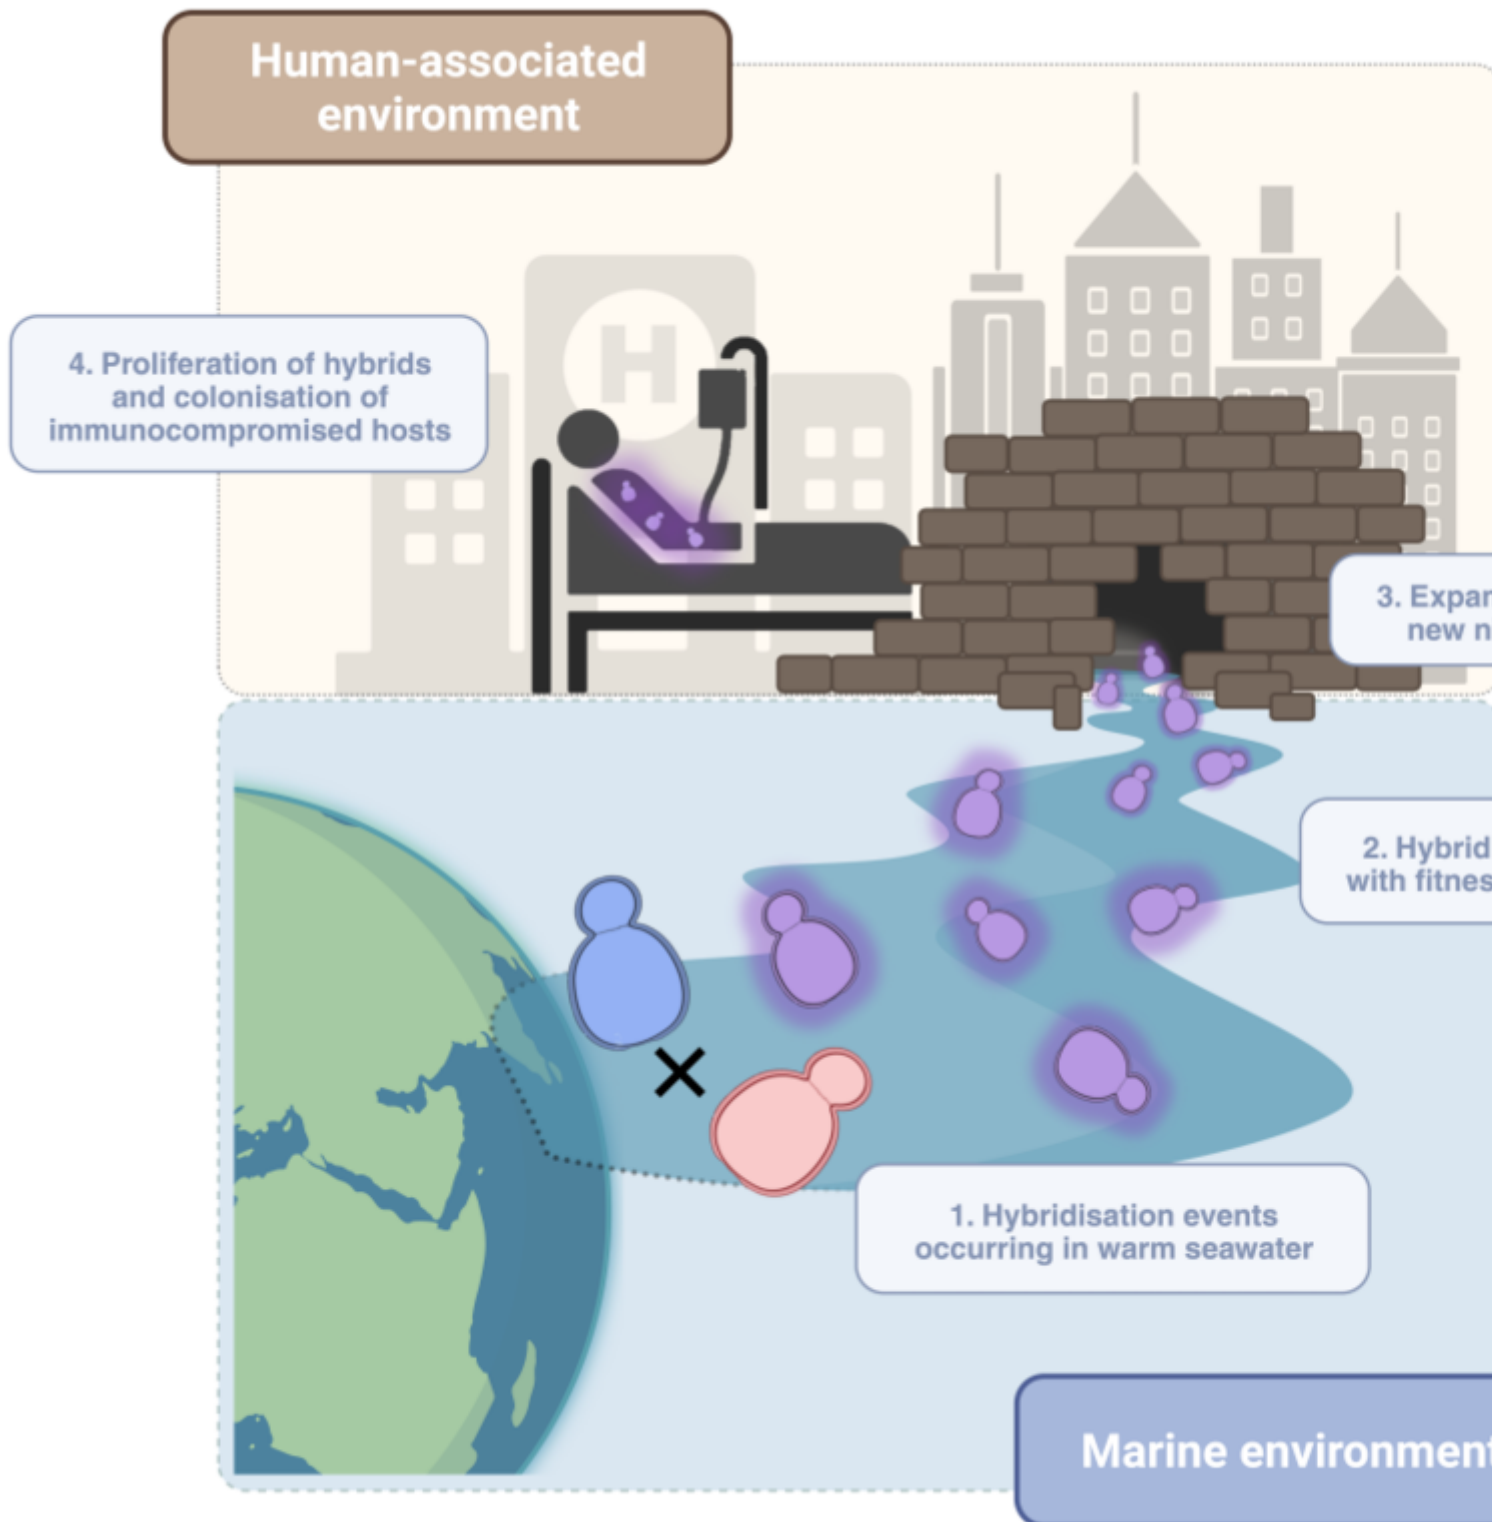 Human-associated
environment
H
4. Proliferation of hybrids
and colonisation of
immunocompromised hosts
3. Expan
new n
2. Hybrid
with fitnes
1. Hybridisation events
occurring in warm seawater
Marine environment